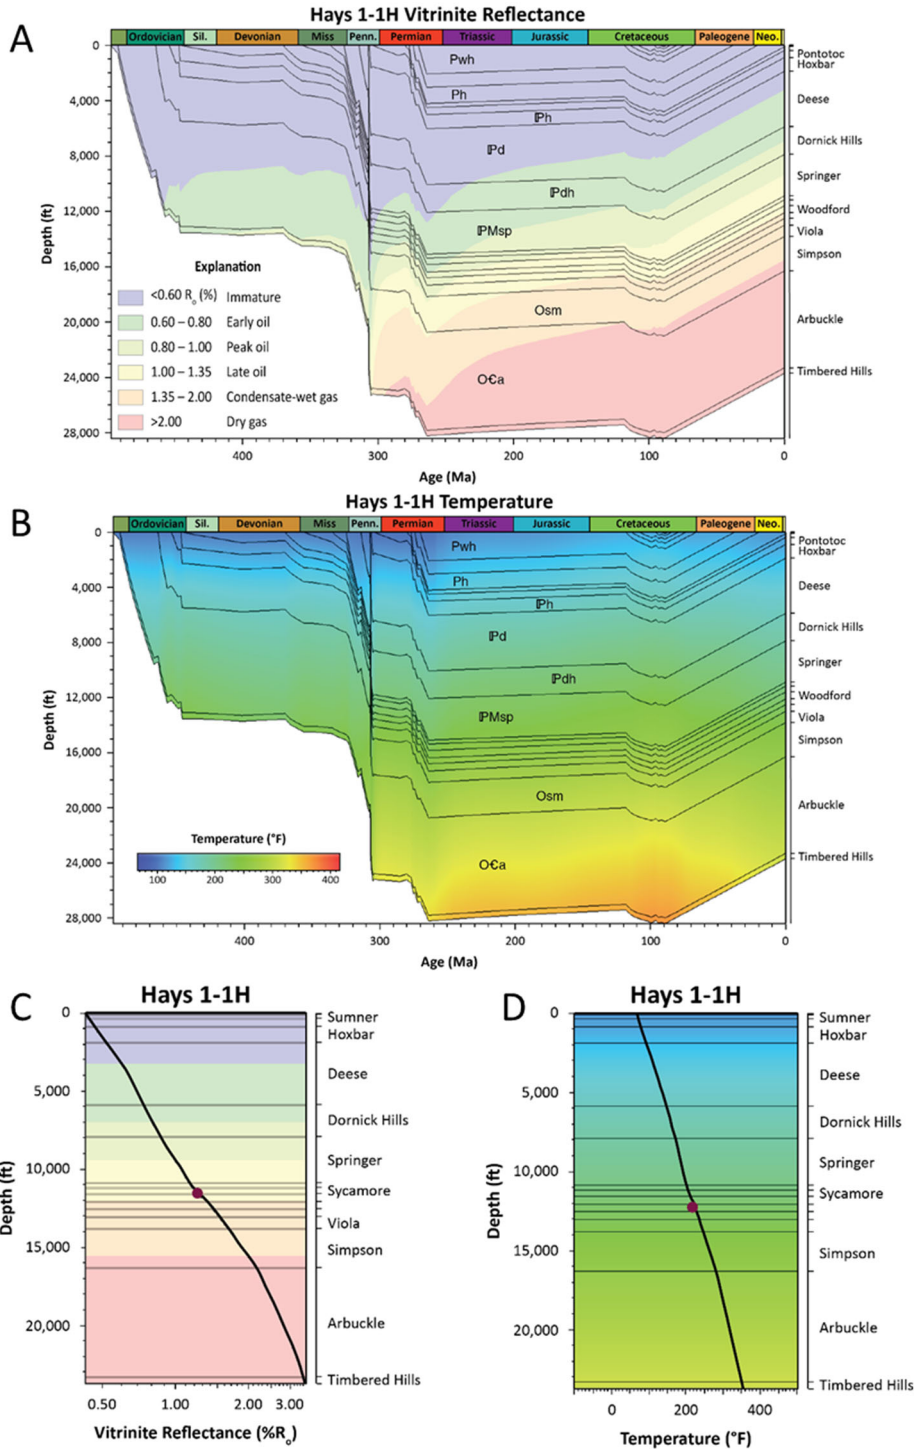 A
Hays 1-1H Vitrinite Reflectance
Ordovician Sil. Devonian Miss Penn. Permian Triassic Jurassic Cretaceous Paleogene Neo.
0
4,000
8,000
12,000
16,000
20,000
24,000
28,000
Depth (ft)
Pwh
Ph
ℙh
ℙd
ℙdh
ℙMsp
Osm
O€a
Pontotoc
Hoxbar
Deese
Dornick Hills
Springer
Woodford
Viola
Simpson
Arbuckle
Timbered Hills
Explanation
<0.60 Ro (%) Immature
0.60 – 0.80 Early oil
0.80 – 1.00 Peak oil
1.00 – 1.35 Late oil
1.35 – 2.00 Condensate-wet gas
>2.00 Dry gas
400 300 200 100 0
Age (Ma)
B
Hays 1-1H Temperature
Ordovician Sil. Devonian Miss Penn. Permian Triassic Jurassic Cretaceous Paleogene Neo.
0
4,000
8,000
12,000
16,000
20,000
24,000
28,000
Depth (ft)
Pwh
Ph
ℙh
ℙd
ℙdh
ℙMsp
Osm
O€a
Pontotoc
Hoxbar
Deese
Dornick Hills
Springer
Woodford
Viola
Simpson
Arbuckle
Timbered Hills
Temperature (°F)
100 200 300 400
400 300 200 100 0
Age (Ma)
C
Hays 1-1H
0
5,000
10,000
15,000
20,000
Depth (ft)
Sumner
Hoxbar
Deese
Dornick Hills
Springer
Sycamore
Viola
Simpson
Arbuckle
Timbered Hills
0.50 1.00 2.00 3.00
Vitrinite Reflectance (%Ro)
D
Hays 1-1H
0
5,000
10,000
15,000
20,000
Depth (ft)
Sumner
Hoxbar
Deese
Dornick Hills
Springer
Sycamore
Simpson
Arbuckle
Timbered Hills
0 200 400
Temperature (°F)